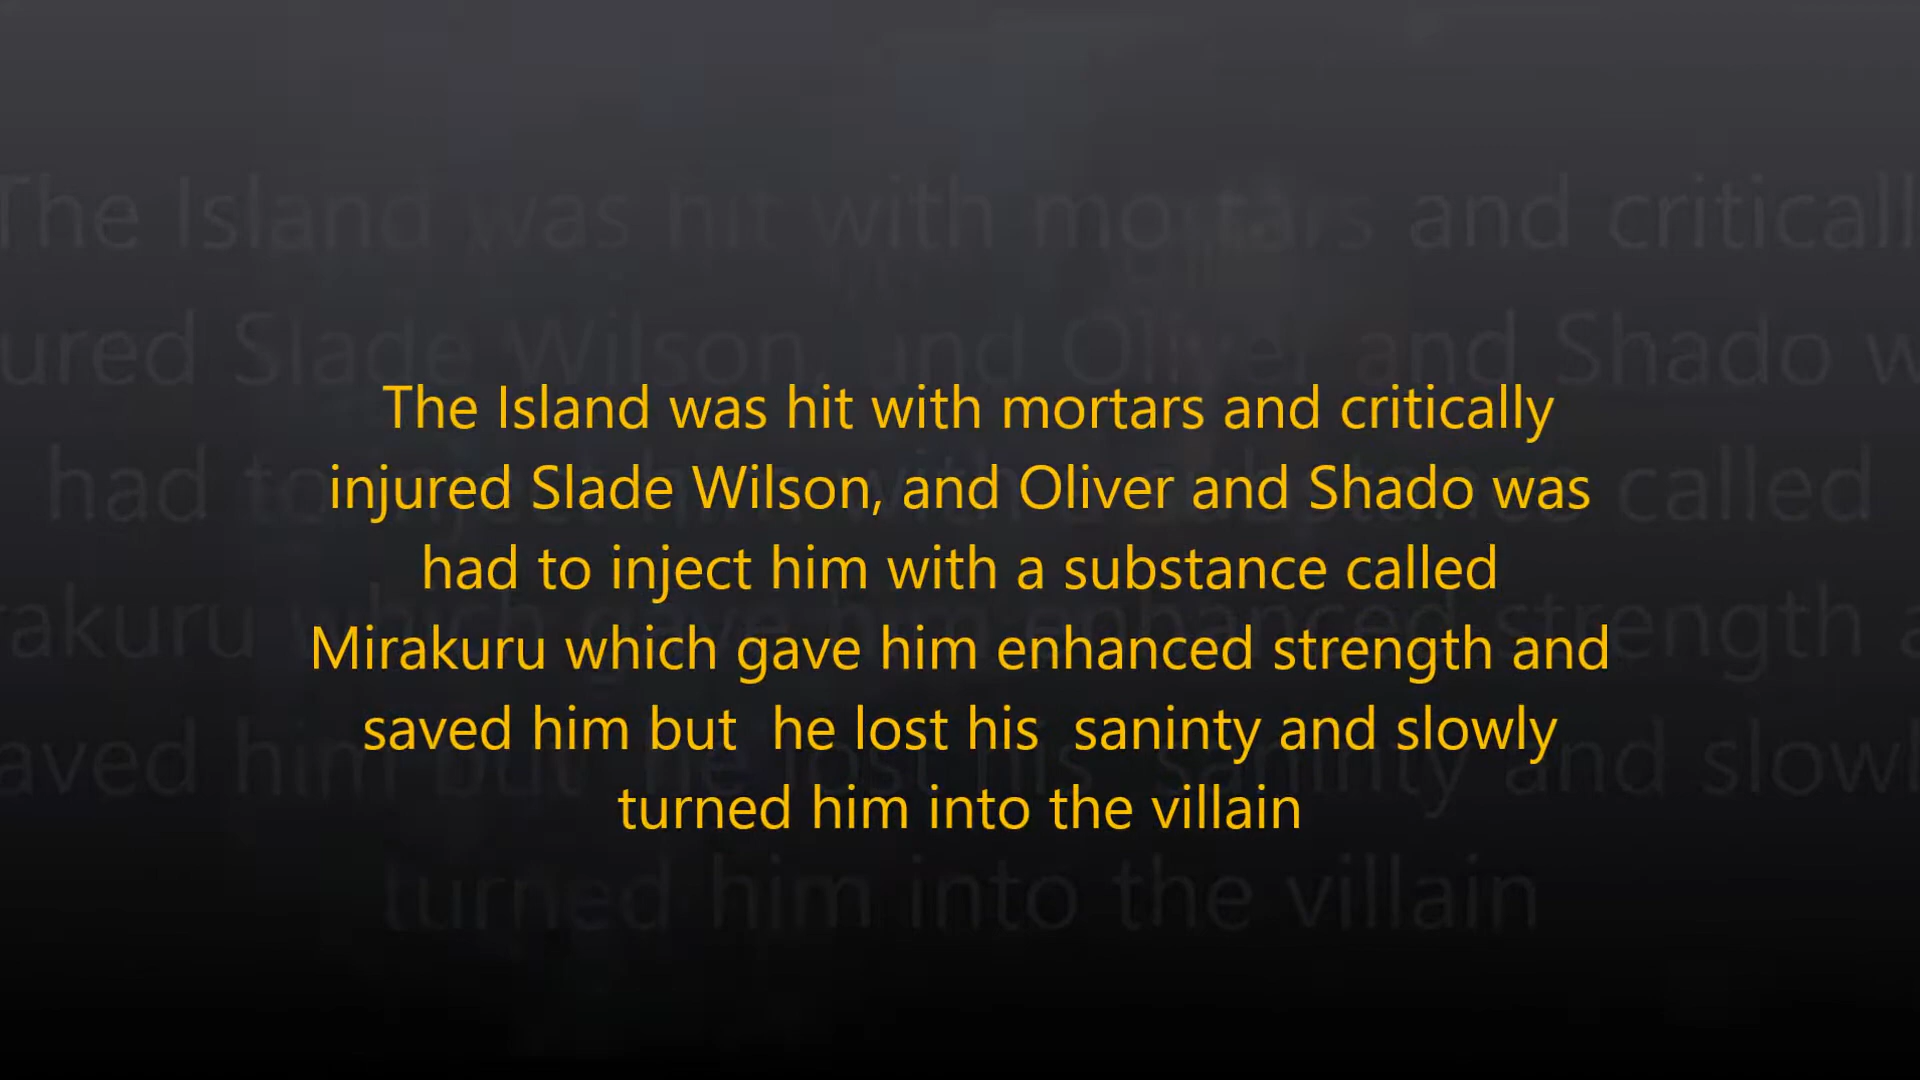 The Island was hit with mortars and critically
injured Slade Wilson, and Oliver and Shado was
had to inject him with a substance called
Mirakuru which gave him enhanced strength and
saved him but  he lost his  saninty and slowly
turned him into the villain